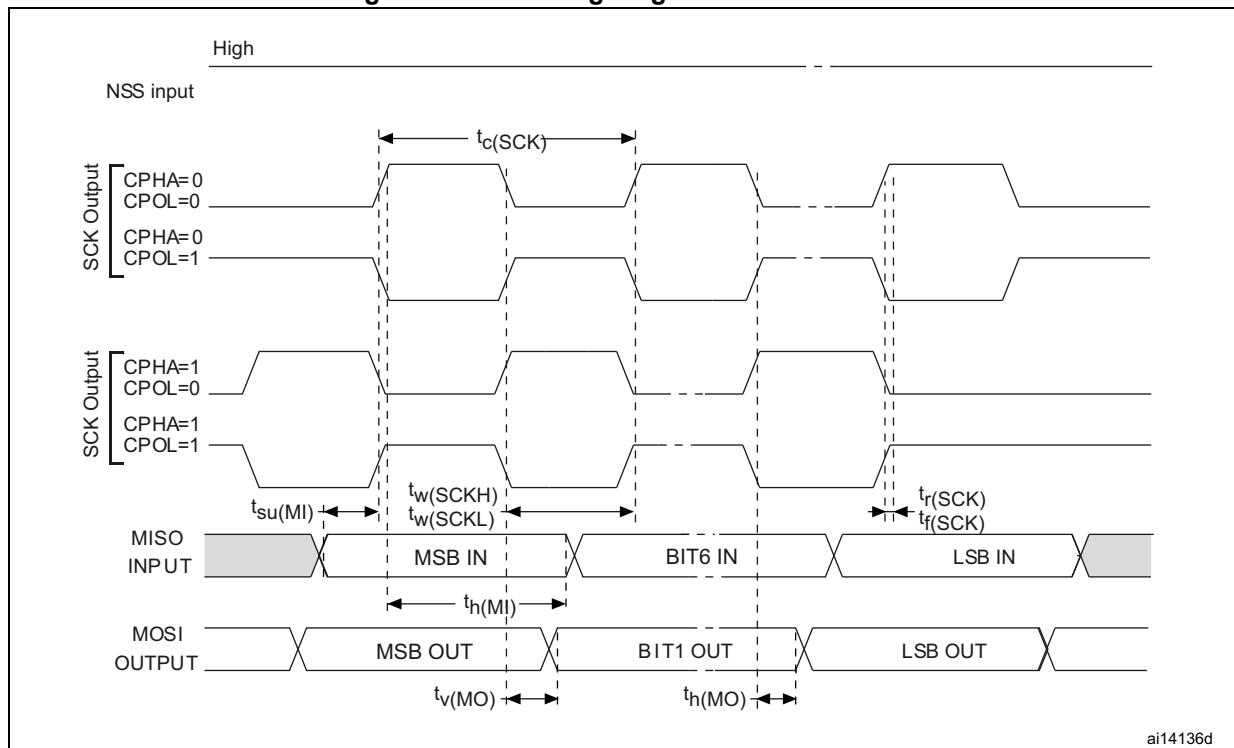 High
NSS input
tc(SCK)
SCK Output
CPHA=0
CPOL=0
CPHA=0
CPOL=1
SCK Output
CPHA=1
CPOL=0
CPHA=1
CPOL=1
tsu(MI)
tw(SCKH)
tw(SCKL)
tr(SCK)
tf(SCK)
MISO
INPUT
MSB IN
BIT6 IN
LSB IN
th(MI)
MOSI
OUTPUT
MSB OUT
BIT1 OUT
LSB OUT
tv(MO)
th(MO)
ai14136d